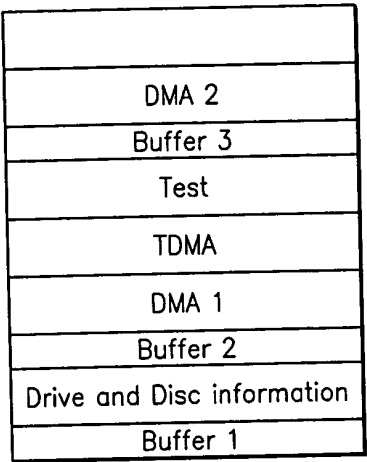 DMA 2
Buffer 3
Test
TDMA
DMA 1
Buffer 2
Drive and Disc information
Buffer 1